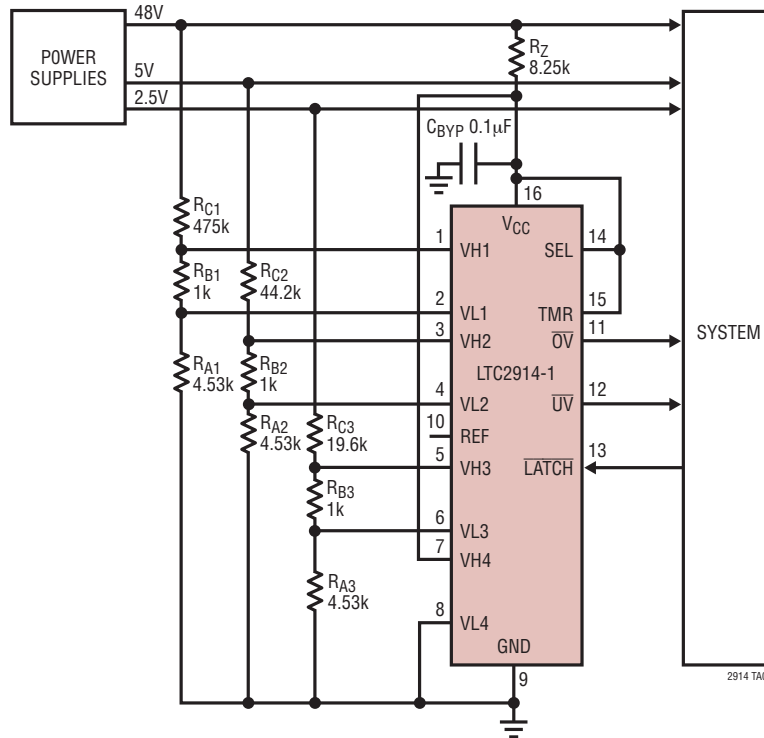 48V
POWER
SUPPLIES
5V
2.5V
RZ
8.25k
CBYP 0.1µF
16
VCC
RC1
475k
1
VH1
SEL
14
RB1
1k
RC2
44.2k
2
VL1
TMR
15
3
VH2
OV
11
SYSTEM
RA1
4.53k
RB2
1k
LTC2914-1
4
VL2
UV
12
RA2
4.53k
RC3
19.6k
10
REF
5
VH3
LATCH
13
RB3
1k
6
VL3
7
VH4
RA3
4.53k
8
VL4
GND
9